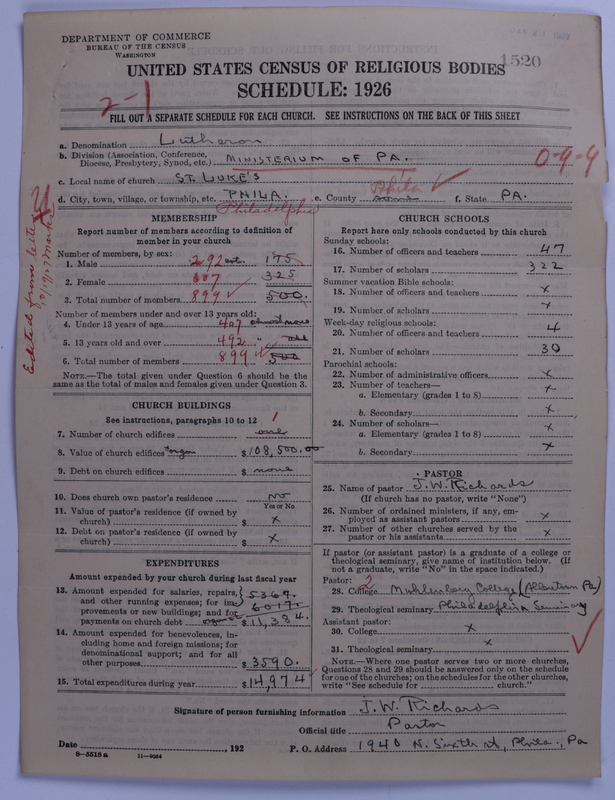 DEPARTMENT OF COMMERCE
BUREAU OF THE CENSUS
WASHINGTON
1520
UNITED STATES CENSUS OF RELIGIOUS BODIES
SCHEDULE: 1926
2-1
FILL OUT A SEPARATE SCHEDULE FOR EACH CHURCH. SEE INSTRUCTIONS ON THE BACK OF THIS SHEET
a. Denomination Lutheran
b. Division (Association, Conference, Diocese, Presbytery, Synod, etc.) MINISTERIUM OF PA.
0-9-4
c. Local name of church ST. LUKE'S
d. City, town, village, or township, etc. PHILA. e. County Phila f. State PA.
Philadelphia
Edited from letter
MEMBERSHIP
Report number of members according to definition of
member in your church
Number of members, by sex:
1. Male 292 est. 175
2. Female 607 325
3. Total number of members 899 500.
Number of members under and over 13 years old:
4. Under 13 years of age 407
5. 13 years old and over 492 "
6. Total number of members 899 500
NOTE.—The total given under Question 6 should be the
same as the total of males and females given under Question 3.
CHURCH BUILDINGS
See instructions, paragraphs 10 to 12
1
7. Number of church edifices one
8. Value of church edifices + organ $ 108,500.00
9. Debt on church edifices $ none
10. Does church own pastor's residence No
Yes or No
11. Value of pastor's residence (if owned by
church) $ x
12. Debt on pastor's residence (if owned by
church) $ x
EXPENDITURES
Amount expended by your church during last fiscal year
13. Amount expended for salaries, repairs, 5369.
and other running expenses; for im-
provements or new buildings; and for 6017.
payments on church debt $ 11,384.
14. Amount expended for benevolences, in-
cluding home and foreign missions; for
denominational support; and for all
other purposes $ 3590.
15. Total expenditures during year $ 14,974
CHURCH SCHOOLS
Report here only schools conducted by this church
Sunday schools:
16. Number of officers and teachers 47
17. Number of scholars 322
Summer vacation Bible schools:
18. Number of officers and teachers x
19. Number of scholars x
Week-day religious schools:
20. Number of officers and teachers 4
21. Number of scholars 30
Parochial schools:
22. Number of administrative officers x
23. Number of teachers—
a. Elementary (grades 1 to 8) x
b. Secondary x
24. Number of scholars—
a. Elementary (grades 1 to 8) x
b. Secondary x
PASTOR
25. Name of pastor J. W. Richards
(If church has no pastor, write "None")
26. Number of ordained ministers, if any, em-
ployed as assistant pastors x
27. Number of other churches served by the
pastor or his assistants x
If pastor (or assistant pastor) is a graduate of a college or
theological seminary, give name of institution below. (If
not a graduate, write "No" in the space indicated.)
Pastor: 2
28. College Muhlenberg College (Allentown Pa)
29. Theological seminary Philadelphia Seminary
Assistant pastor:
30. College x
31. Theological seminary x
NOTE.—Where one pastor serves two or more churches,
Questions 28 and 29 should be answered only on the schedule
for one of the churches; on the schedules for the other churches,
write "See schedule for church."
Signature of person furnishing information J. W. Richards
Official title Pastor
Date , 192 P. O. Address 1940 N. Sixth st, Phila., Pa
8—5518 a 11—9064